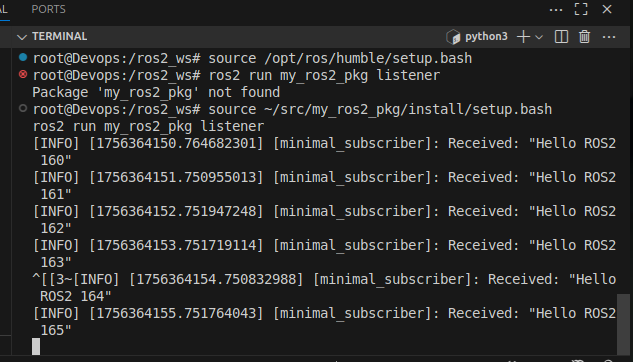 AL
PORTS
TERMINAL
python3
root@Devops:/ros2_ws# source /opt/ros/humble/setup.bash
root@Devops:/ros2_ws# ros2 run my_ros2_pkg listener
Package 'my_ros2_pkg' not found
root@Devops:/ros2_ws# source ~/src/my_ros2_pkg/install/setup.bash
ros2 run my_ros2_pkg listener
[INFO] [1756364150.764682301] [minimal_subscriber]: Received: "Hello ROS2
160"
[INFO] [1756364151.750955013] [minimal_subscriber]: Received: "Hello ROS2
161"
[INFO] [1756364152.751947248] [minimal_subscriber]: Received: "Hello ROS2
162"
[INFO] [1756364153.751719114] [minimal_subscriber]: Received: "Hello ROS2
163"
^[[3~[INFO] [1756364154.750832988] [minimal_subscriber]: Received: "Hello
ROS2 164"
[INFO] [1756364155.751764043] [minimal_subscriber]: Received: "Hello ROS2
165"